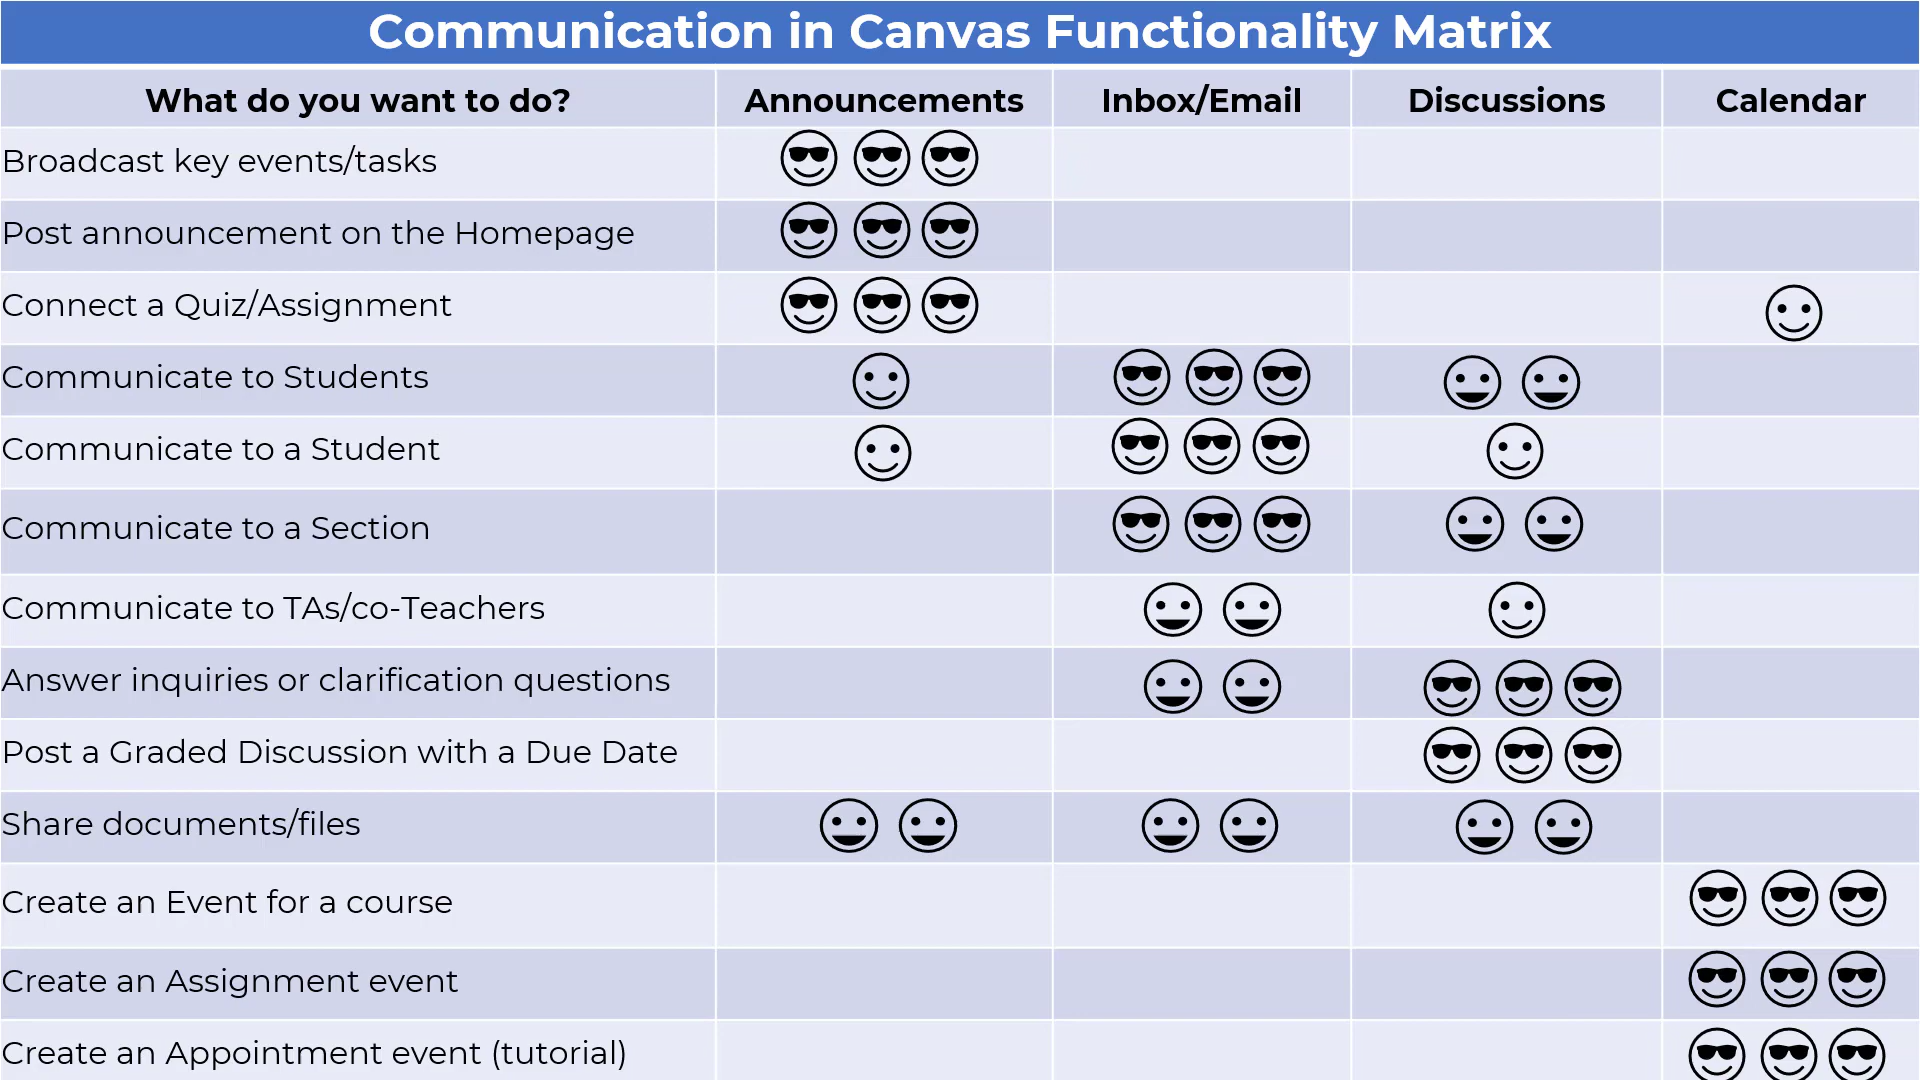 Communication in Canvas Functionality Matrix
What do you want to do? Announcements Inbox/Email Discussions Calendar
Broadcast key events/tasks
Post announcement on the Homepage
Connect a Quiz/Assignment
Communicate to Students
Communicate to a Student
Communicate to a Section
Communicate to TAs/co-Teachers
Answer inquiries or clarification questions
Post a Graded Discussion with a Due Date
Share documents/files
Create an Event for a course
Create an Assignment event
Create an Appointment event (tutorial)